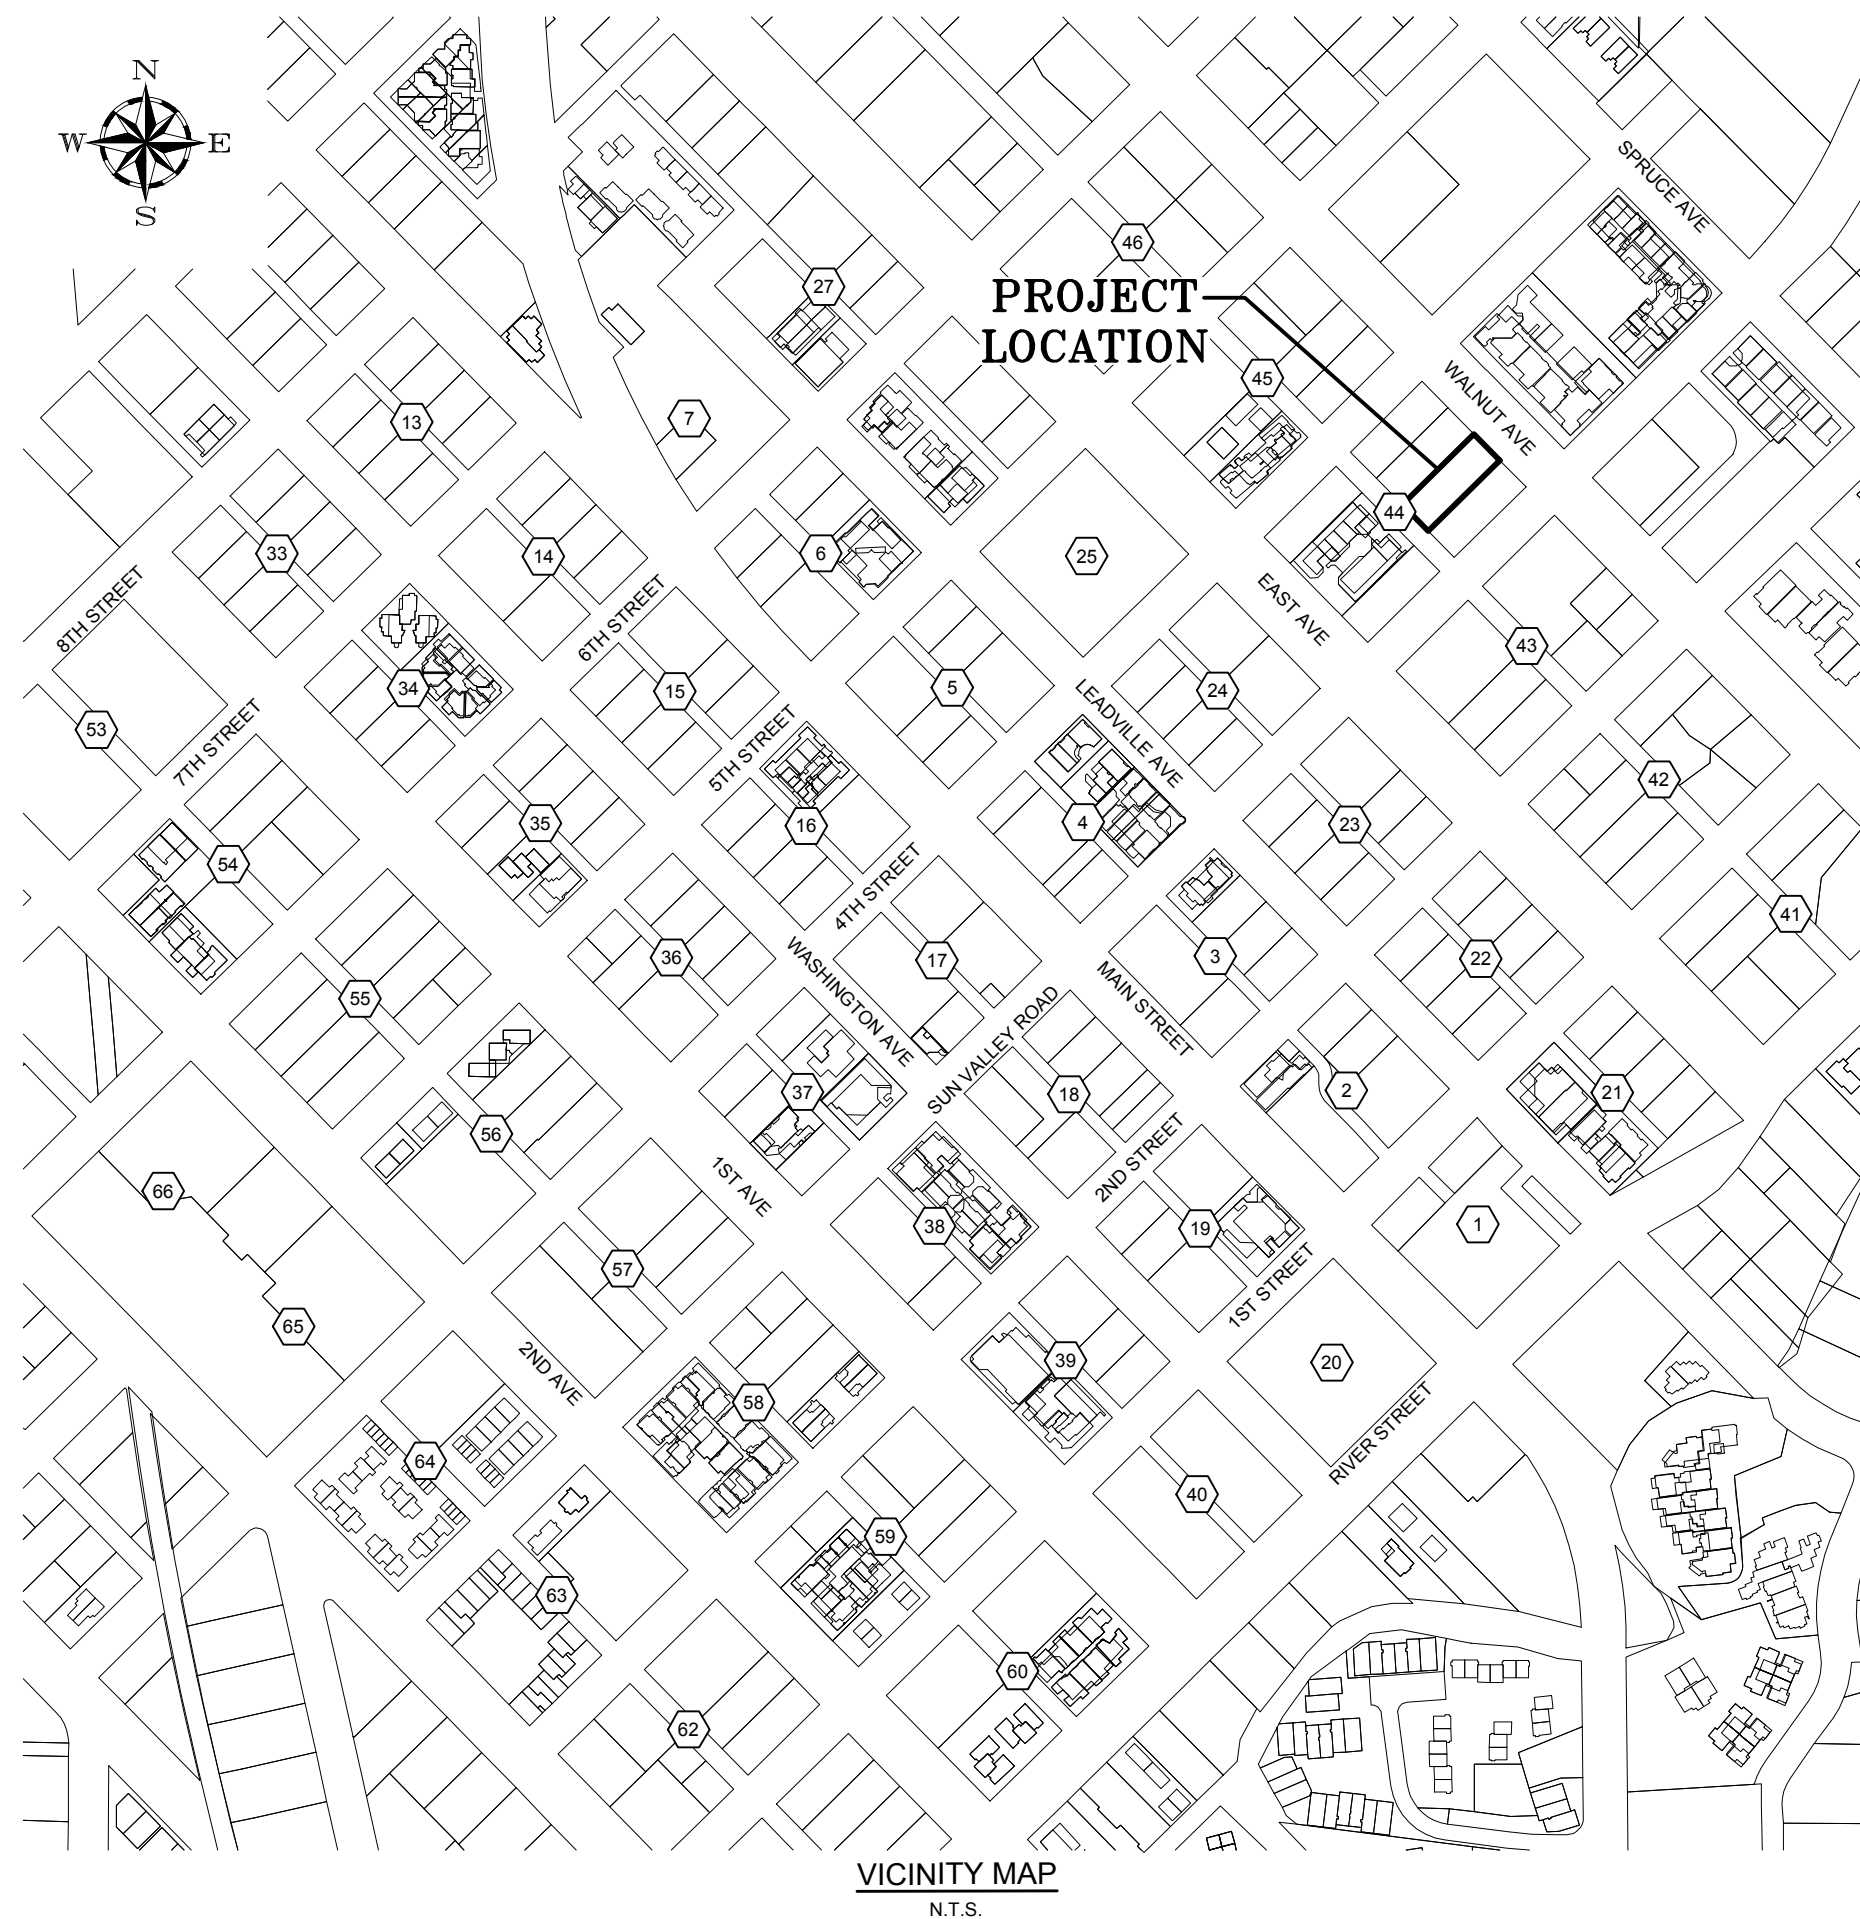 N
W E
S
SPRUCE AVE
46
27
PROJECT
LOCATION
45
WALNUT AVE
13
7
44
33
14
6
25
8TH STREET
6TH STREET
EAST AVE
43
34
15
5
24
LEADVILLE AVE
53
7TH STREET
5TH STREET
42
35
16
4
23
54
4TH STREET
41
36
WASHINGTON AVE
17
3
22
55
MAIN STREET
SUN VALLEY ROAD
37
18
2
21
56
2ND STREET
1ST AVE
66
38
19
1
57
1ST STREET
65
2ND AVE
39
20
58
RIVER STREET
64
40
59
63
60
62
VICINITY MAP
N.T.S.